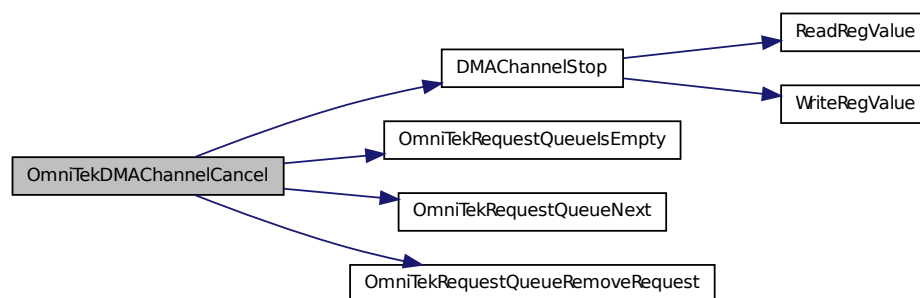 ReadRegValue
DMAChannelStop
WriteRegValue
OmniTekRequestQueueIsEmpty
OmniTekDMAChannelCancel
OmniTekRequestQueueNext
OmniTekRequestQueueRemoveRequest